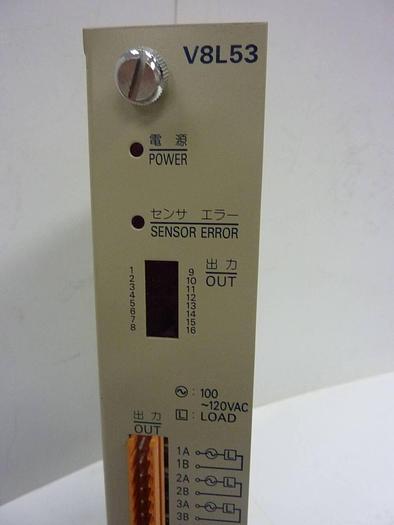 V8L53
電源
POWER
センサ エラー
SENSOR ERROR
出力
OUT
1
2
3
4
5
6
7
8
9
10
11
12
13
14
15
16
～: 100
~120VAC
L: LOAD
出力
OUT
1A ～ L
1B
2A ～ L
2B
3A ～ L
3B